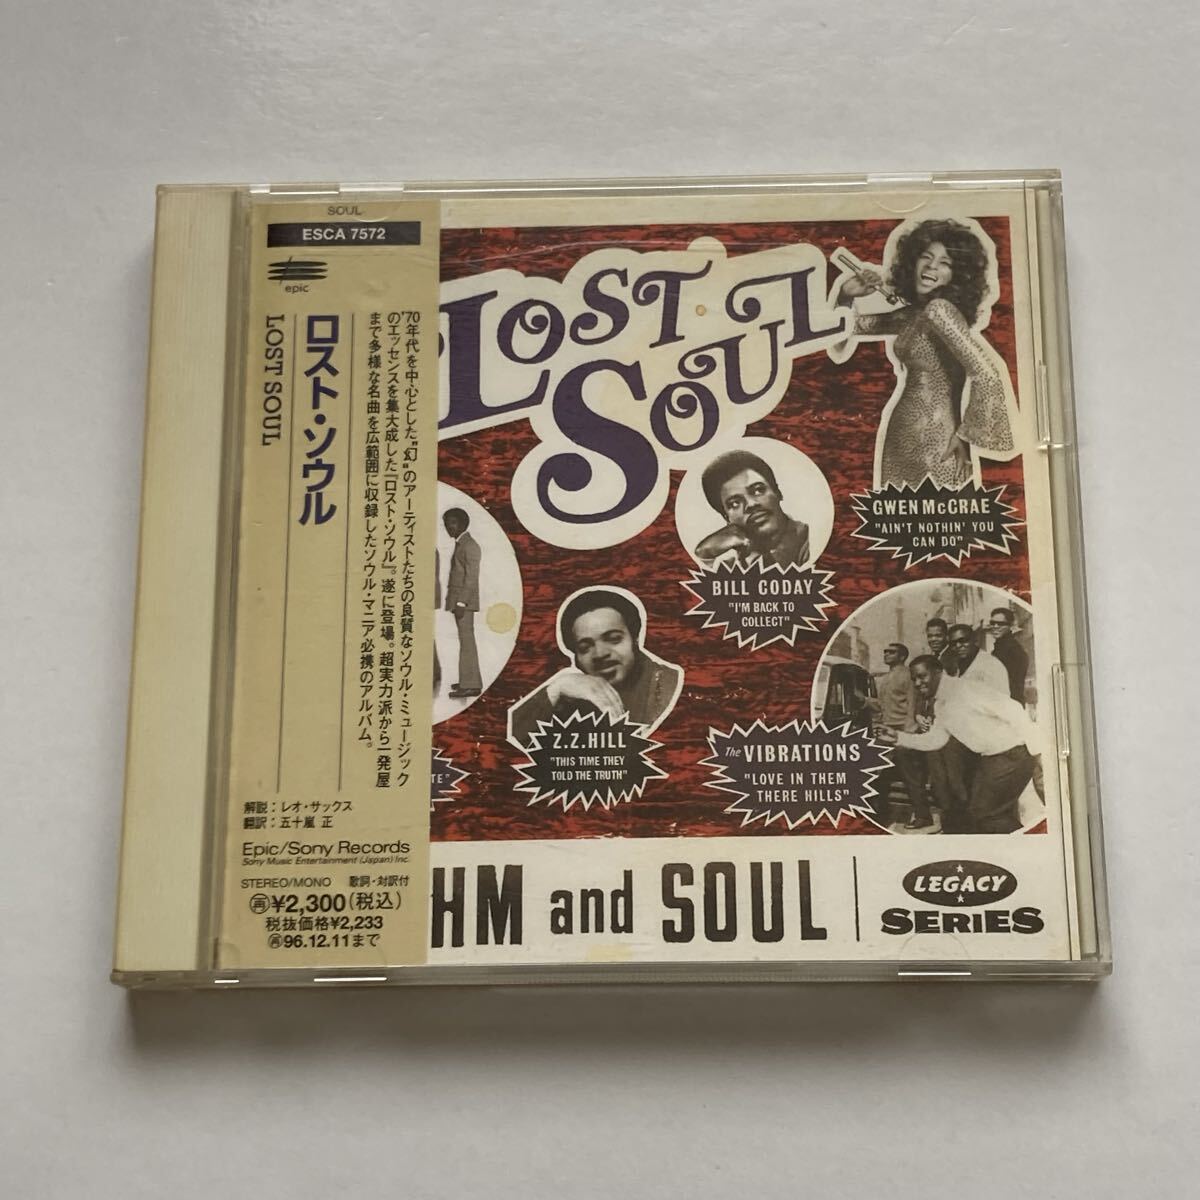 SOUL
ESCA 7572
epic
ロスト・ソウル
LOST SOUL
'70年代を中心とした"幻"のアーティストたちの良質なソウル・ミュージック
のエッセンスを集大成した『ロスト・ソウル』。遂に登場。超実力派から一発屋
まで多様な名曲を広範囲に収録したソウル・マニア必携のアルバム。
解説：レオ・サックス
翻訳：五十嵐 正
Epic/Sony Records
Sony Music Entertainment (Japan) Inc.
STEREO/MONO 歌詞・対訳付
再¥2,300(税込)
税抜価格¥2,233
再96.12.11まで
LOST
SOUL
GWEN McCRAE
"AIN'T NOTHIN' YOU
CAN DO"
BILL CODAY
"I'M BACK TO
COLLECT"
Z.Z.HILL
"THIS TIME THEY
TOLD THE TRUTH"
The VIBRATIONS
"LOVE IN THEM
THERE HILLS"
TE"
HM and SOUL
LEGACY
SERIES